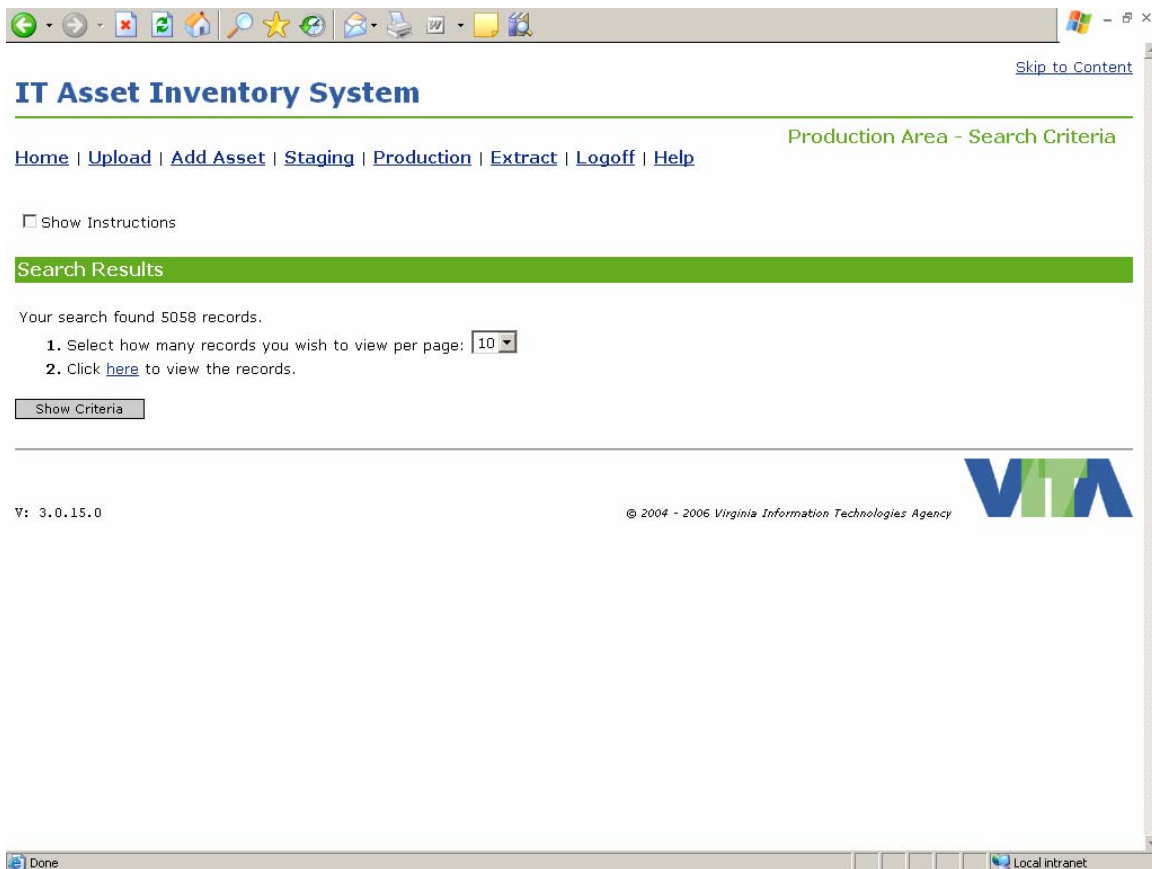 Skip to Content
IT Asset Inventory System
Production Area - Search Criteria
Home | Upload | Add Asset | Staging | Production | Extract | Logoff | Help
Show Instructions
Search Results
Your search found 5058 records.
1. Select how many records you wish to view per page: 10
2. Click here to view the records.
Show Criteria
V: 3.0.15.0
© 2004 - 2006 Virginia Information Technologies Agency
VITA
Done
Local intranet